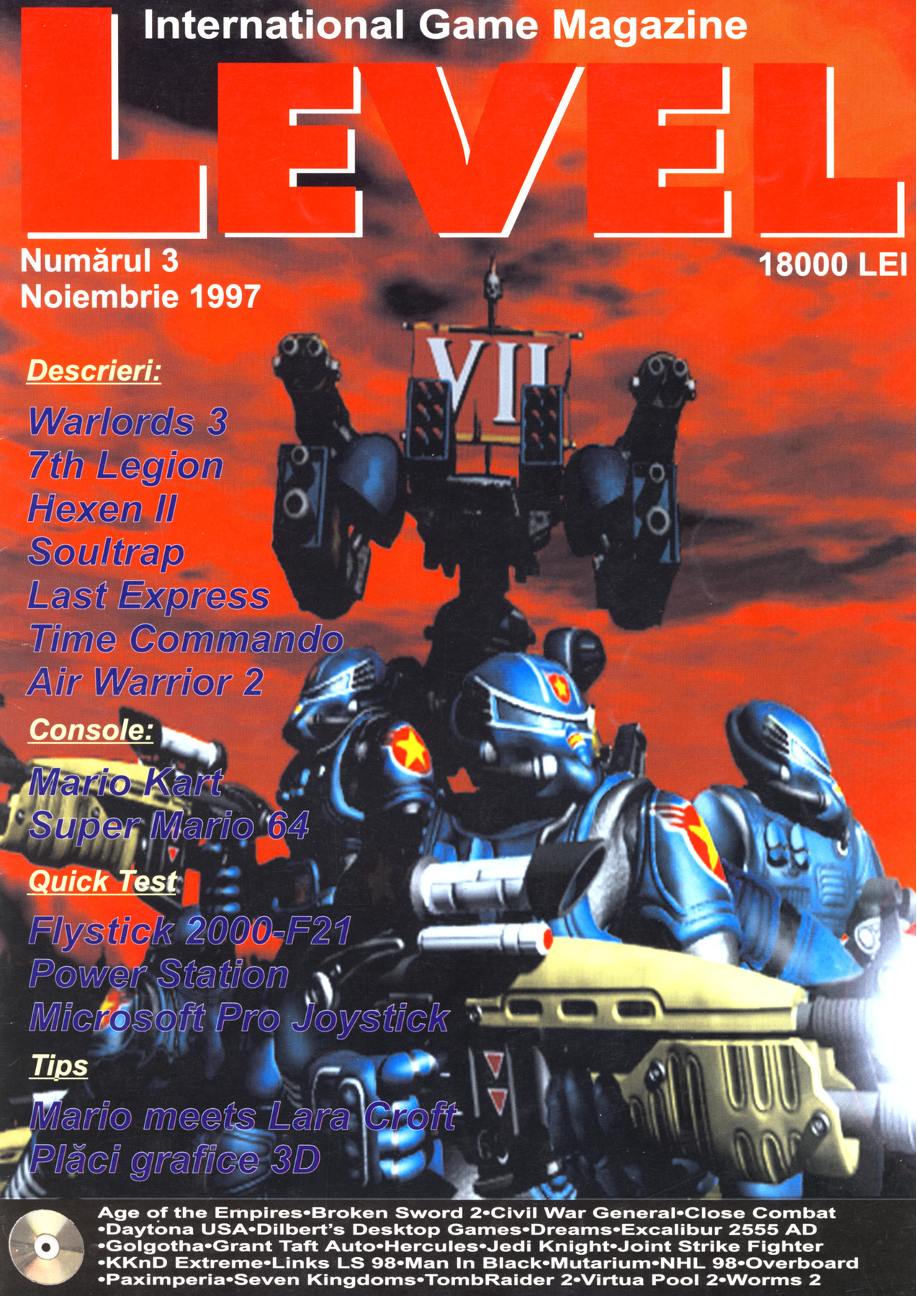 International Game Magazine
LEVEL
Numărul 3
Noiembrie 1997
18000 LEI
VII
Descrieri:
Warlords 3
7th Legion
Hexen II
Soultrap
Last Express
Time Commando
Air Warrior 2
Console:
Mario Kart
Super Mario 64
Quick Test
Flystick 2000-F21
Power Station
Microsoft Pro Joystick
Tips
Mario meets Lara Croft
Plăci grafice 3D
Age of the Empires•Broken Sword 2•Civil War General•Close Combat
•Daytona USA•Dilbert's Desktop Games•Dreams•Excalibur 2555 AD
•Golgotha•Grant Taft Auto•Hercules•Jedi Knight•Joint Strike Fighter
•KKnD Extreme•Links LS 98•Man In Black•Mutarium•NHL 98•Overboard
•Paximperia•Seven Kingdoms•TombRaider 2•Virtua Pool 2•Worms 2